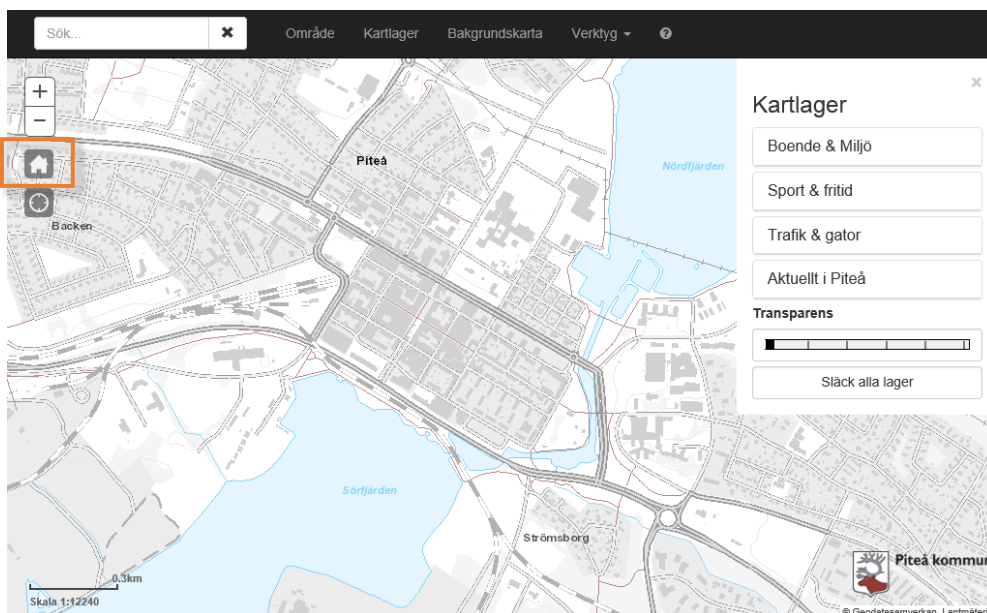 Sök...
Område
Kartlager
Bakgrundskarta
Verktyg
Kartlager
Boende & Miljö
Sport & fritid
Trafik & gator
Aktuellt i Piteå
Transparens
Släck alla lager
Piteå
Nördfjärden
Backen
Sörfjärden
Strömsborg
0.3km
Skala 1:12240
Piteå kommun
© Geodatasamverkan, Lantmäter